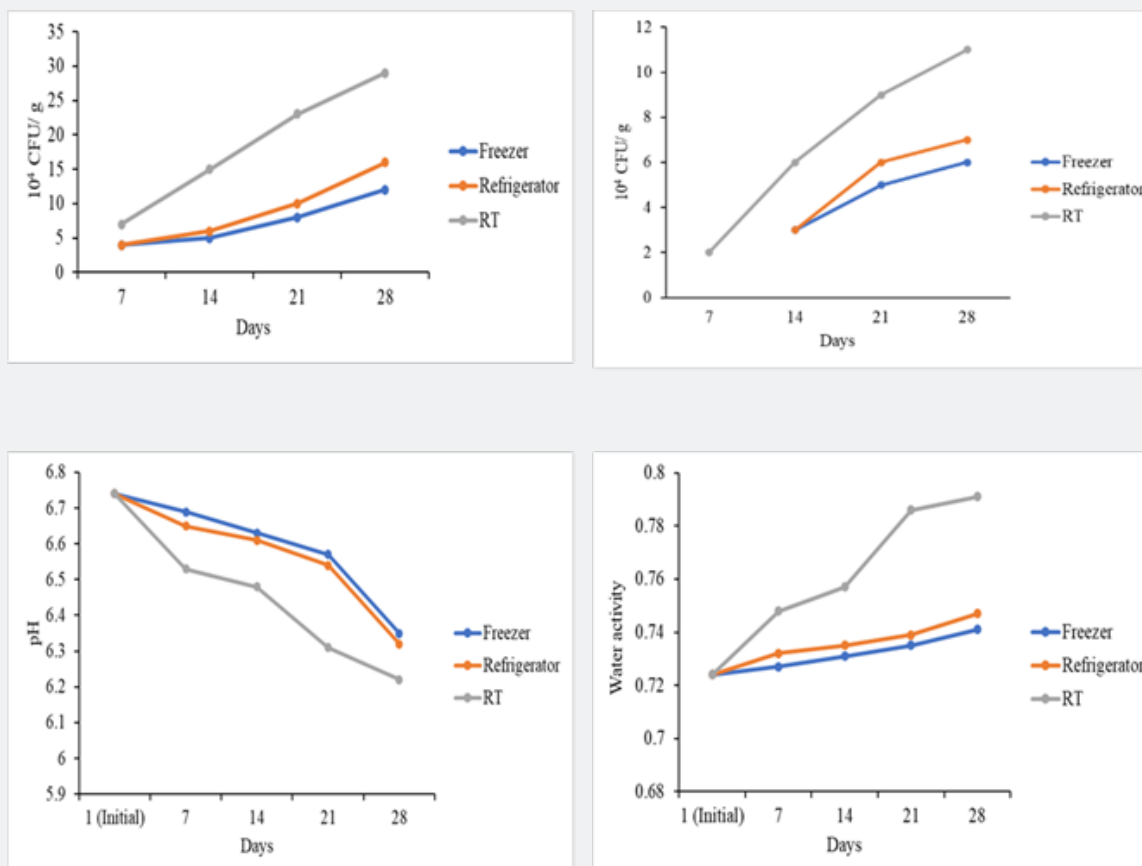 35
30
25
20
15
10
5
0
10⁴ CFU/ g
7 14 21 28
Days
Freezer
Refrigerator
RT
12
10
8
6
4
2
0
10⁴ CFU/ g
7 14 21 28
Days
Freezer
Refrigerator
RT
6.8
6.7
6.6
6.5
6.4
6.3
6.2
6.1
6
5.9
pH
1 (Initial) 7 14 21 28
Days
Freezer
Refrigerator
RT
0.8
0.78
0.76
0.74
0.72
0.7
0.68
Water activity
1 (Initial) 7 14 21 28
Days
Freezer
Refrigerator
RT